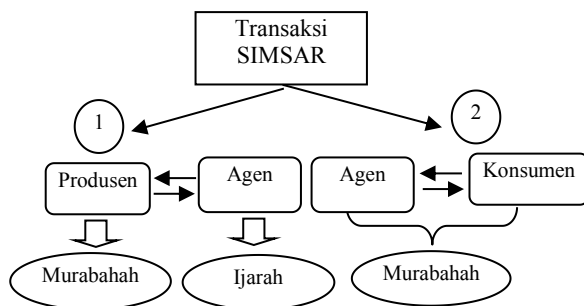 Transaksi
SIMSAR
1
2
Produsen
Agen
Agen
Konsumen
Murabahah
Ijarah
Murabahah